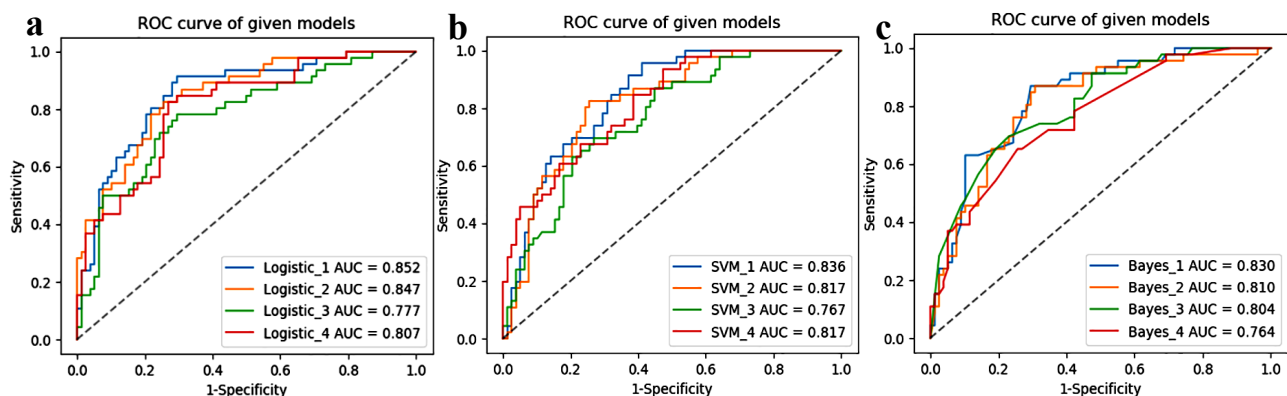 a
ROC curve of given models
1.0
0.8
0.6
0.4
0.2
0.0
Sensitivity
Logistic_1 AUC = 0.852
Logistic_2 AUC = 0.847
Logistic_3 AUC = 0.777
Logistic_4 AUC = 0.807
0.0 0.2 0.4 0.6 0.8 1.0
1-Specificity
b
ROC curve of given models
1.0
0.8
0.6
0.4
0.2
0.0
Sensitivity
SVM_1 AUC = 0.836
SVM_2 AUC = 0.817
SVM_3 AUC = 0.767
SVM_4 AUC = 0.817
0.0 0.2 0.4 0.6 0.8 1.0
1-Specificity
c
ROC curve of given models
1.0
0.8
0.6
0.4
0.2
0.0
Sensitivity
Bayes_1 AUC = 0.830
Bayes_2 AUC = 0.810
Bayes_3 AUC = 0.804
Bayes_4 AUC = 0.764
0.0 0.2 0.4 0.6 0.8 1.0
1-Specificity